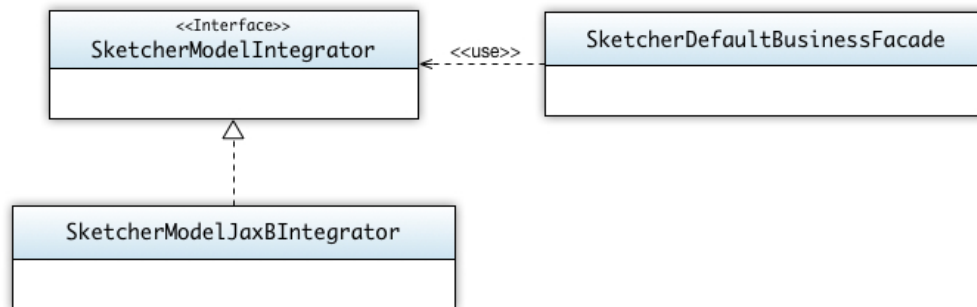 <<Interface>>
SketcherModelIntegrator
<<use>>
SketcherDefaultBusinessFacade
SketcherModelJaxBIntegrator